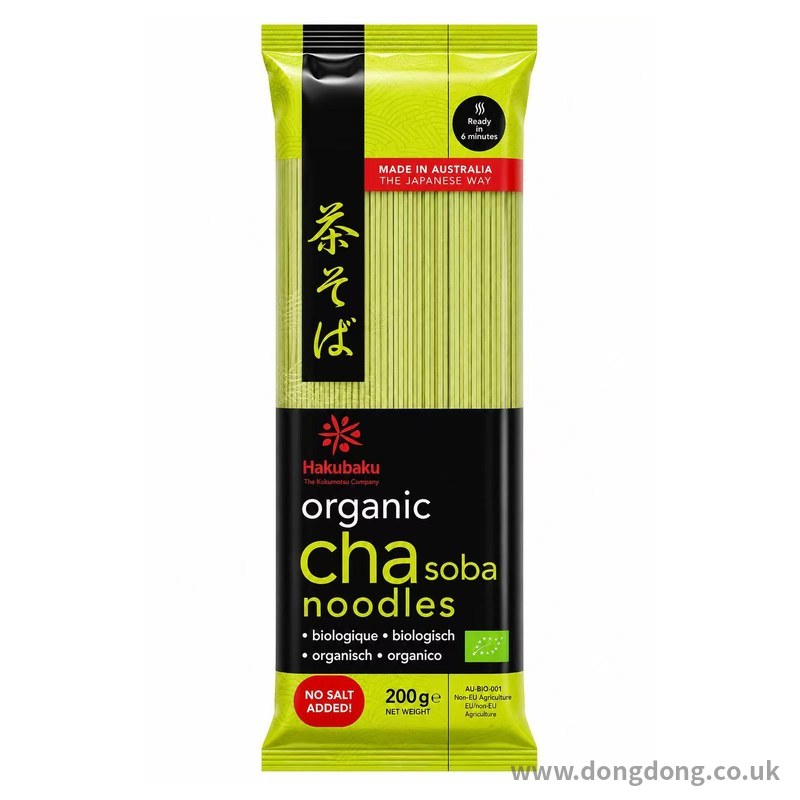 Ready
in
6 minutes
MADE IN AUSTRALIA
THE JAPANESE WAY
茶そば
Hakubaku
The Kokumotsu Company
organic
cha soba
noodles
• biologique • biologisch
• organisch • organico
NO SALT
ADDED!
200g℮
NET WEIGHT
AU-BIO-001
Non-EU Agriculture
EU/non-EU
Agriculture
www.dongdong.co.uk